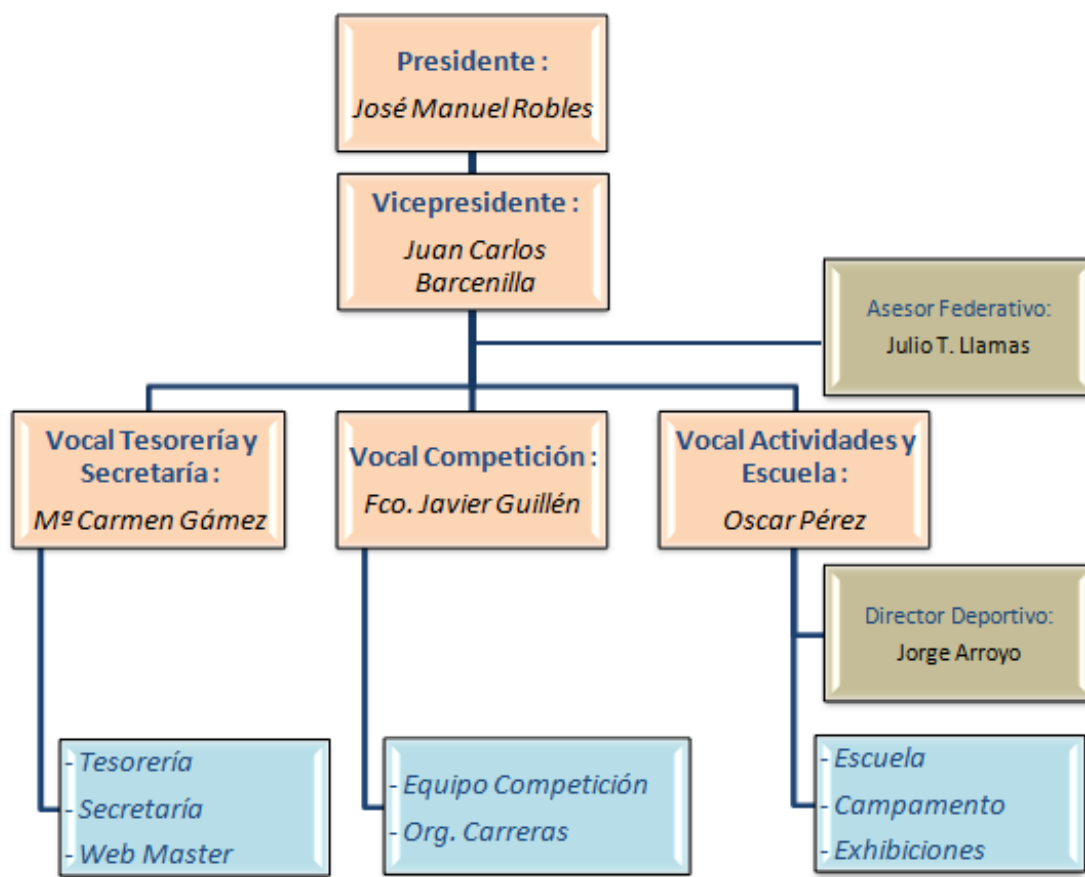 Presidente :
José Manuel Robles
Vicepresidente :
Juan Carlos
Barcenilla
Asesor Federativo:
Julio T. Llamas
Vocal Tesorería y
Secretaría :
Mª Carmen Gámez
Vocal Competición :
Fco. Javier Guillén
Vocal Actividades y
Escuela :
Oscar Pérez
Director Deportivo:
Jorge Arroyo
- Tesorería
- Secretaría
- Web Master
- Equipo Competición
- Org. Carreras
- Escuela
- Campamento
- Exhibiciones